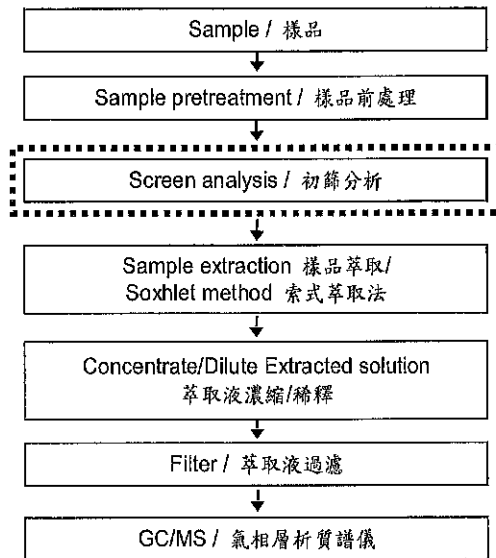 Sample / 樣品
Sample pretreatment / 樣品前處理
Screen analysis / 初篩分析
Sample extraction 樣品萃取/
Soxhlet method 索式萃取法
Concentrate/Dilute Extracted solution
萃取液濃縮/稀釋
Filter / 萃取液過濾
GC/MS / 氣相層析質譜儀